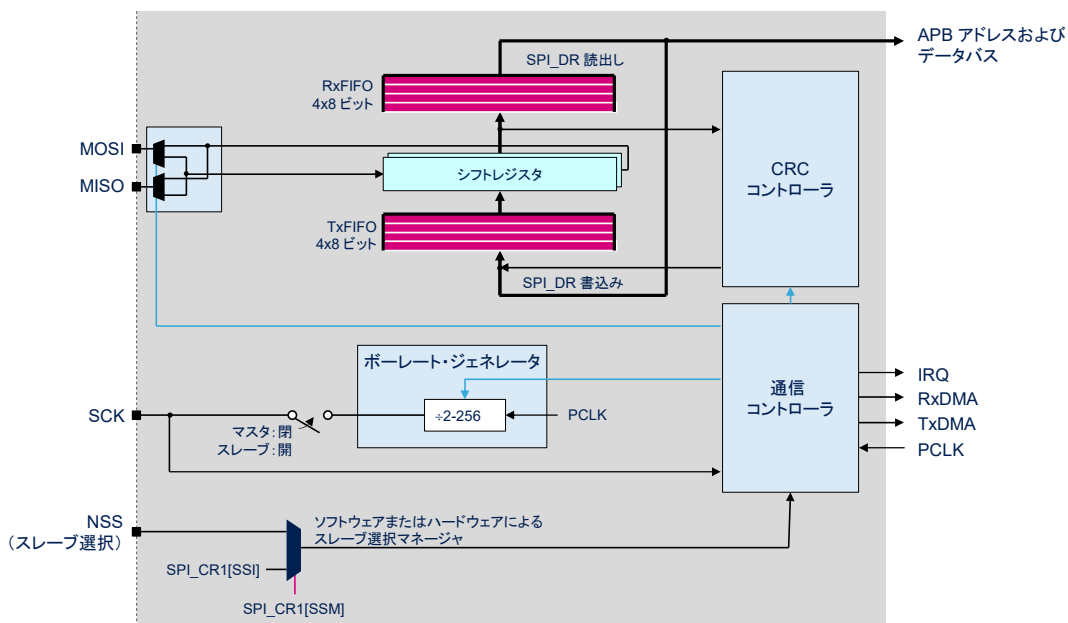 APB アドレスおよび
データバス
SPI_DR 読出し
RxFIFO
4x8 ビット
MOSI
MISO
シフトレジスタ
CRC
コントローラ
TxFIFO
4x8 ビット
SPI_DR 書込み
ボーレート・ジェネレータ
通信
コントローラ
IRQ
RxDMA
TxDMA
PCLK
SCK
÷2-256
PCLK
マスタ：閉
スレーブ：開
NSS
（スレーブ選択）
ソフトウェアまたはハードウェアによる
スレーブ選択マネージャ
SPI_CR1[SSI]
SPI_CR1[SSM]